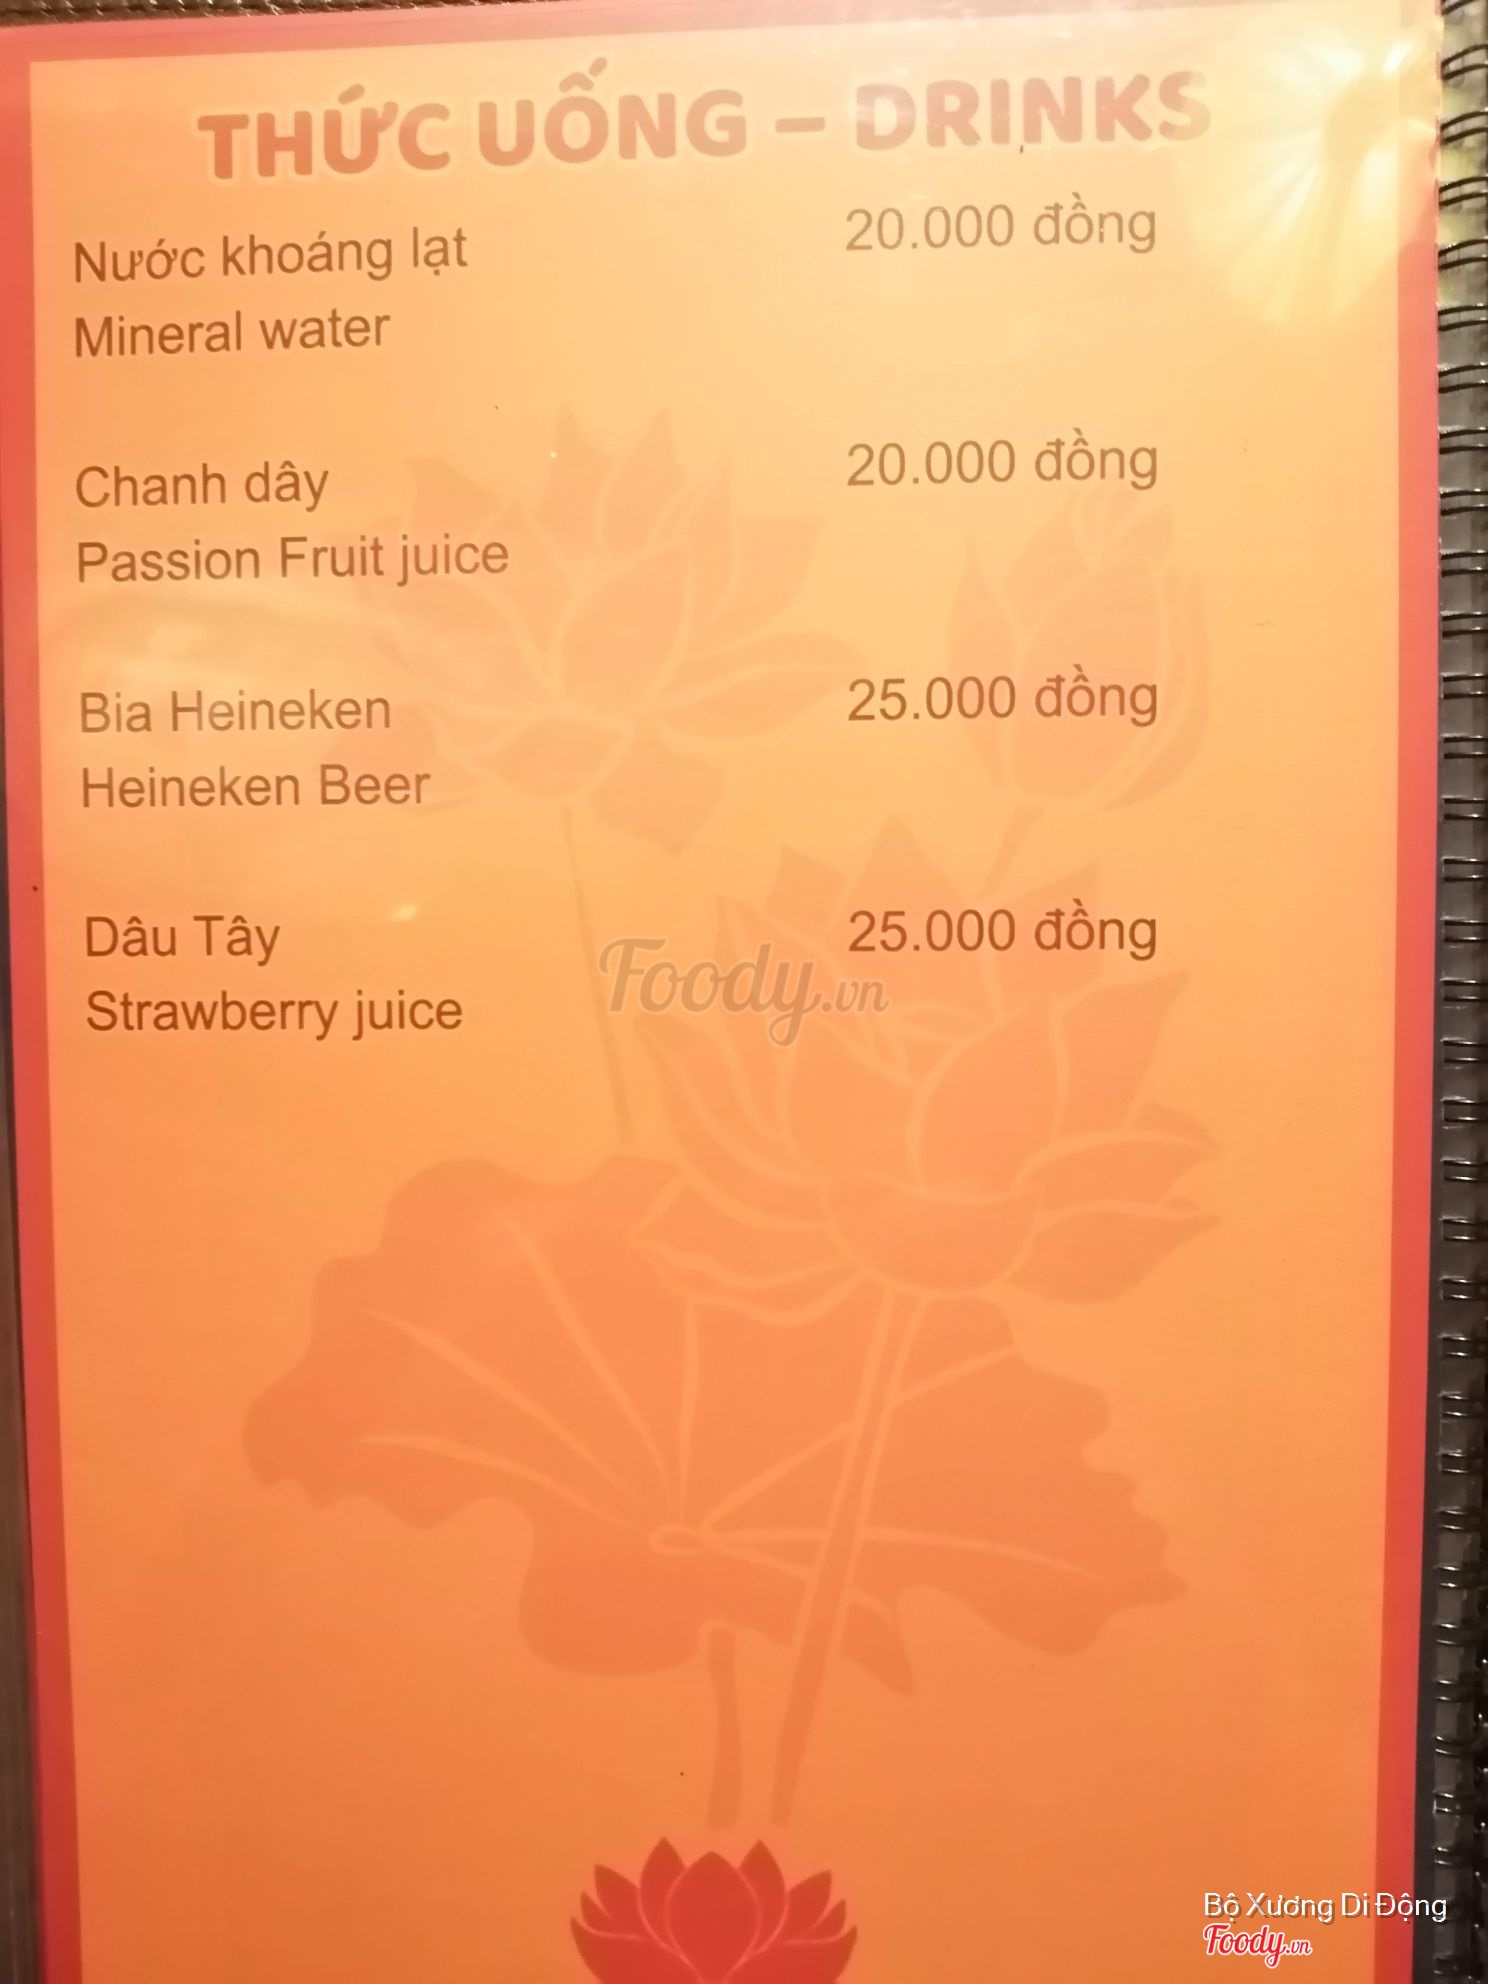 THỨC UỐNG – DRINKS
Nước khoáng lạt 20.000 đồng
Mineral water
Chanh dây 20.000 đồng
Passion Fruit juice
Bia Heineken 25.000 đồng
Heineken Beer
Dâu Tây 25.000 đồng
Strawberry juice
Foody.vn
Bộ Xương Di Động
Foody.vn